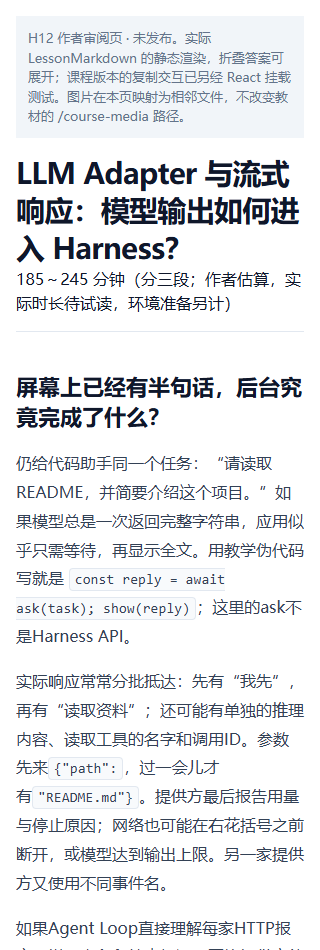 H12 作者审阅页 · 未发布。实际
LessonMarkdown 的静态渲染，折叠答案可
展开；课程版本的复制交互已另经 React 挂载
测试。图片在本页映射为相邻文件，不改变教
材的 /course-media 路径。
LLM Adapter 与流式
响应：模型输出如何进
入 Harness？
185～245 分钟（分三段；作者估算，实
际时长待试读，环境准备另计）
屏幕上已经有半句话，后台究
竟完成了什么？
仍给代码助手同一个任务：“请读取
README，并简要介绍这个项目。”如
果模型总是一次返回完整字符串，应用似
乎只需等待，再显示全文。用教学伪代码
写就是 const reply = await
ask(task); show(reply)；这里的ask不
是Harness API。
实际响应常常分批抵达：先有“我先”，
再有“读取资料”；还可能有单独的推理
内容、读取工具的名字和调用ID。参数
先来{"path":，过一会儿才
有"README.md"}。提供方最后报告用量
与停止原因；网络也可能在右花括号之前
断开，或模型达到输出上限。另一家提供
方又使用不同事件名。
如果Agent Loop直接理解每家HTTP报